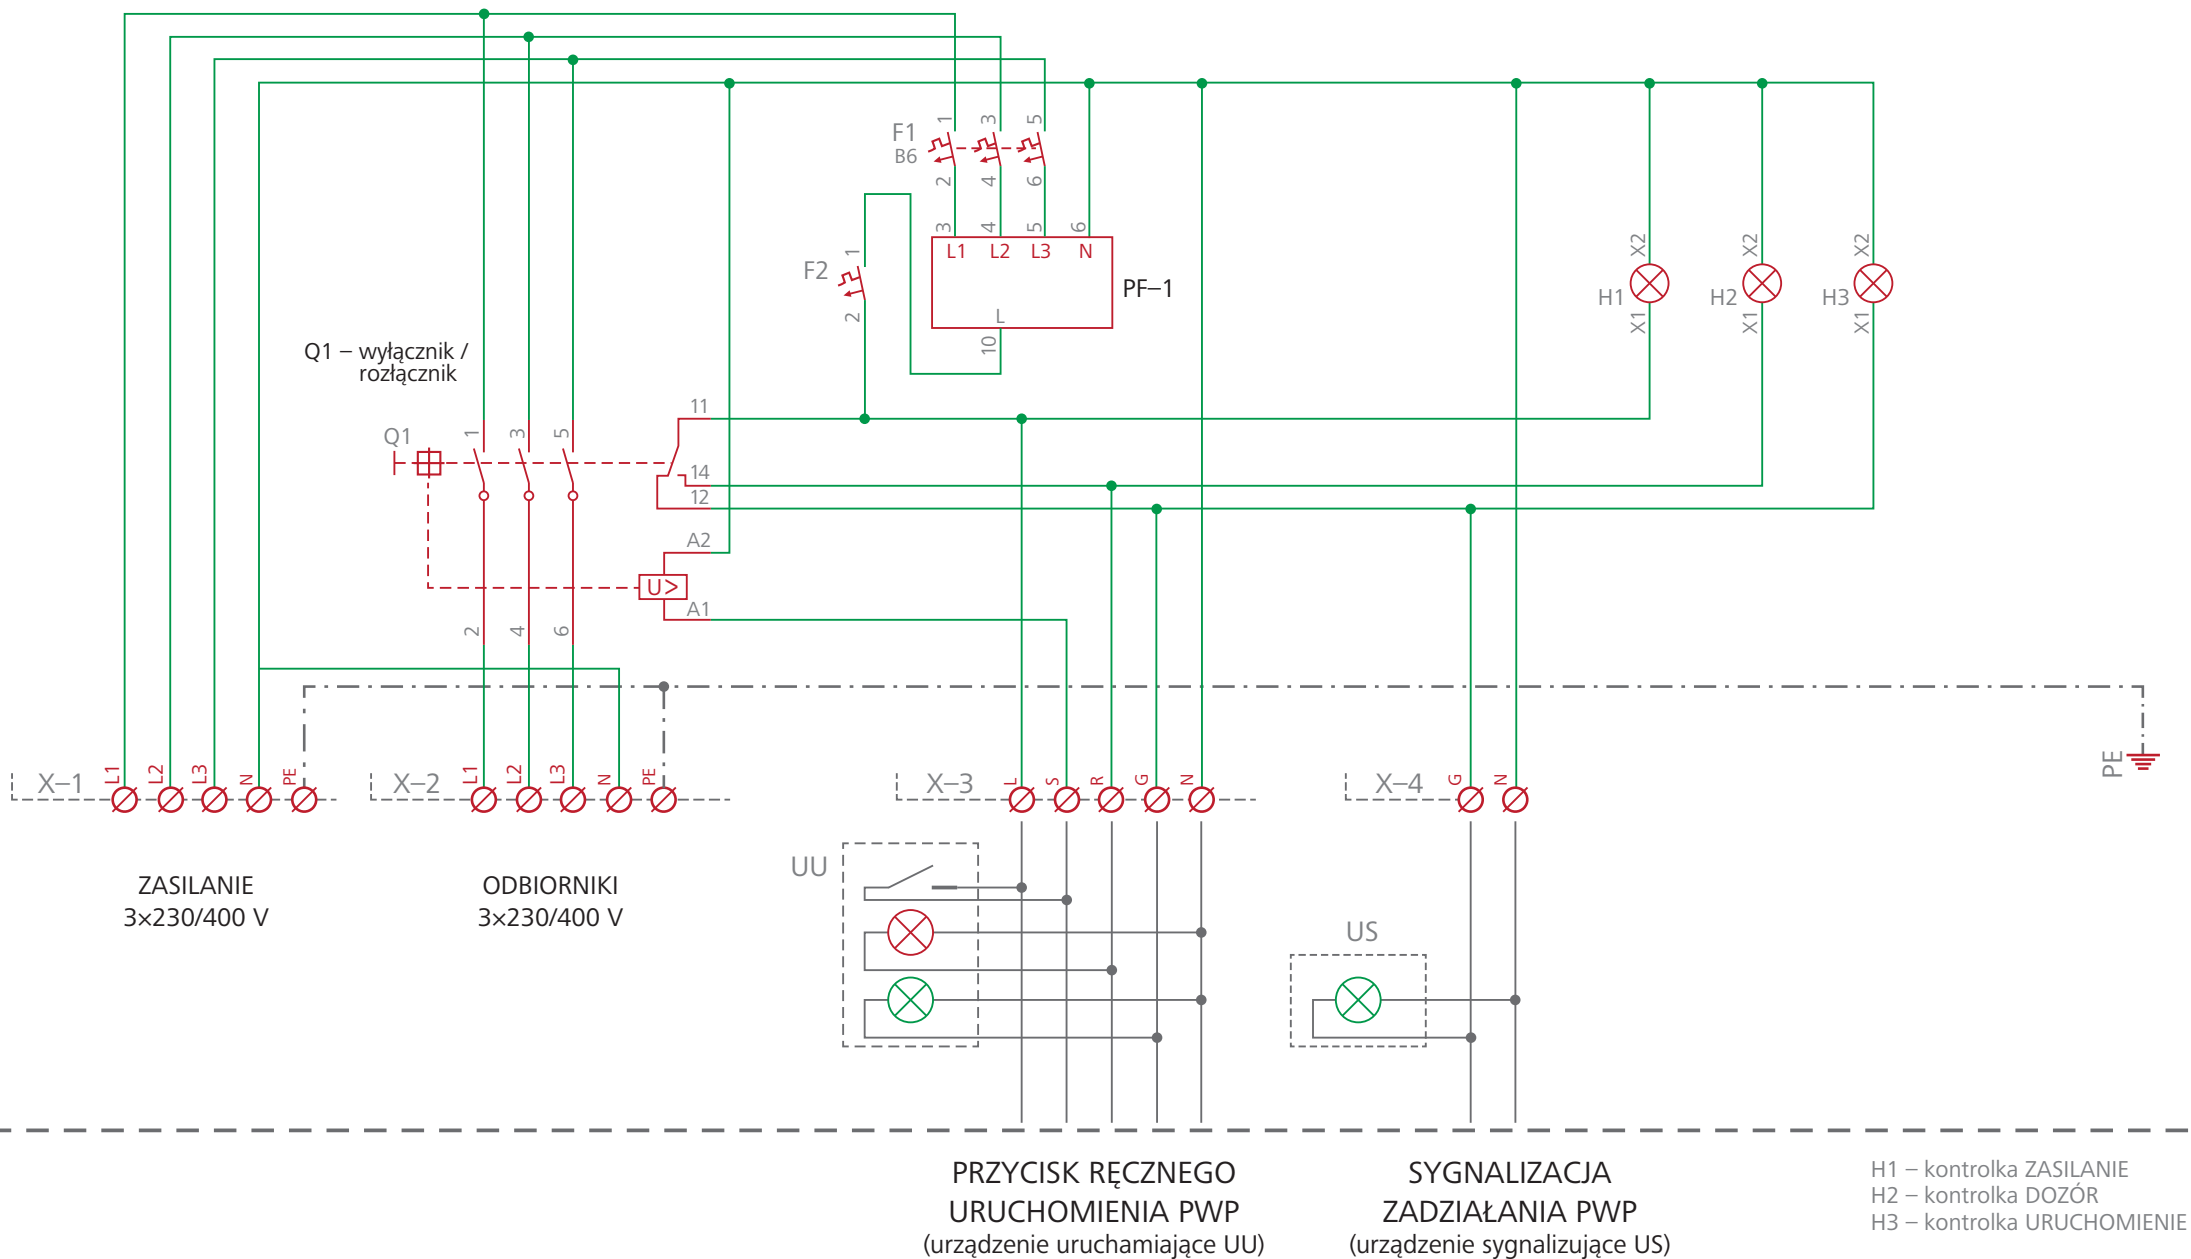 F1
B6
1
3
5
2
4
6
3
4
5
6
L1
L2
L3
N
PF–1
L
10
F2
1
2
H1
X2
X1
H2
X2
X1
H3
X2
X1
Q1 – wyłącznik /
rozłącznik
Q1
1
3
5
2
4
6
11
14
12
A2
U>
A1
X–1
L1
L2
L3
N
PE
X–2
L1
L2
L3
N
PE
X–3
L
S
R
G
N
X–4
G
N
PE
ZASILANIE
3×230/400 V
ODBIORNIKI
3×230/400 V
UU
US
PRZYCISK RĘCZNEGO
URUCHOMIENIA PWP
(urządzenie uruchamiające UU)
SYGNALIZACJA
ZADZIAŁANIA PWP
(urządzenie sygnalizujące US)
H1 – kontrolka ZASILANIE
H2 – kontrolka DOZÓR
H3 – kontrolka URUCHOMIENIE